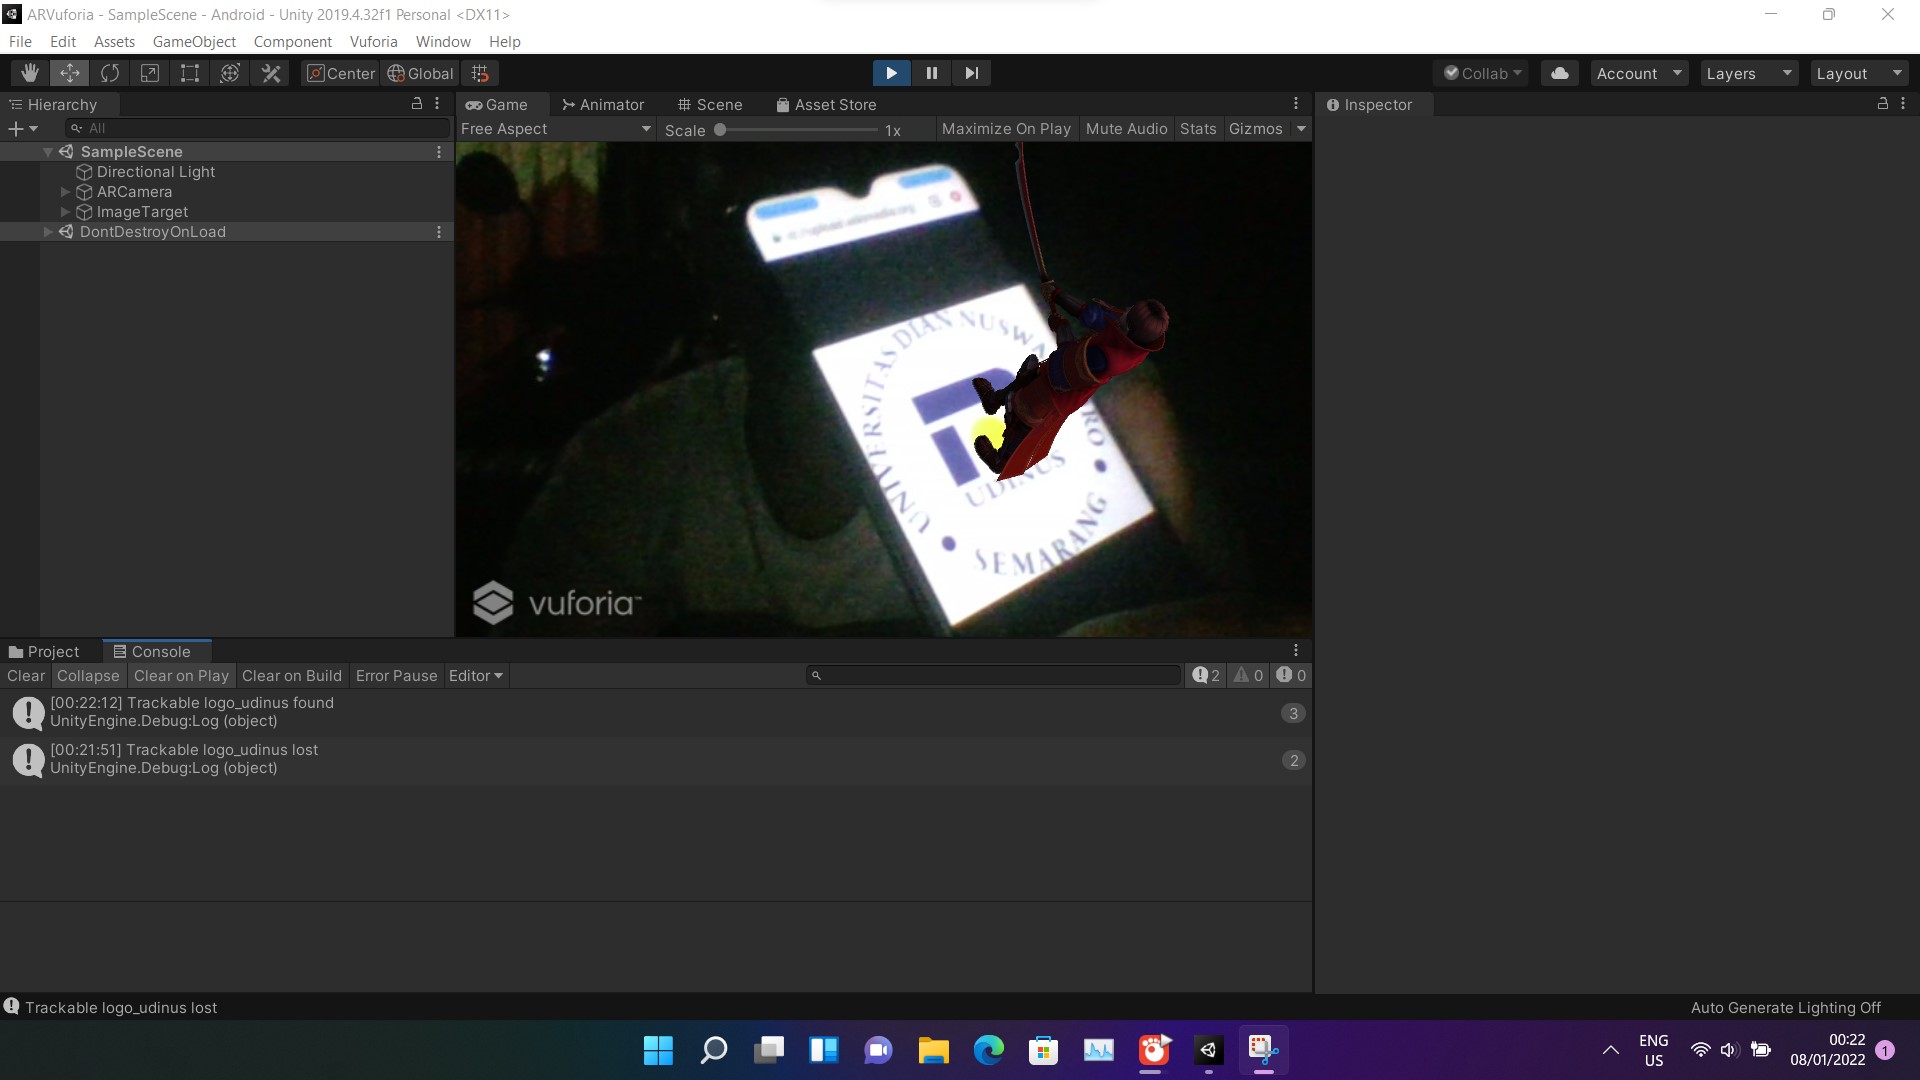 ARVuforia - SampleScene - Android - Unity 2019.4.32f1 Personal <DX11>
File Edit Assets GameObject Component Vuforia Window Help
Center Global Collab Account Layers Layout
Hierarchy
All
SampleScene
Directional Light
ARCamera
ImageTarget
DontDestroyOnLoad
Game Animator Scene Asset Store
Free Aspect Scale 1x Maximize On Play Mute Audio Stats Gizmos
UNIVERSITAS DIAN NUSW
RO
UDINUS
SEMARANG
vuforia™
Inspector
Project Console
Clear Collapse Clear on Play Clear on Build Error Pause Editor 2 0 0
[00:22:12] Trackable logo_udinus found
UnityEngine.Debug:Log (object)
3
[00:21:51] Trackable logo_udinus lost
UnityEngine.Debug:Log (object)
2
Trackable logo_udinus lost
Auto Generate Lighting Off
ENG
US
00:22
08/01/2022
1